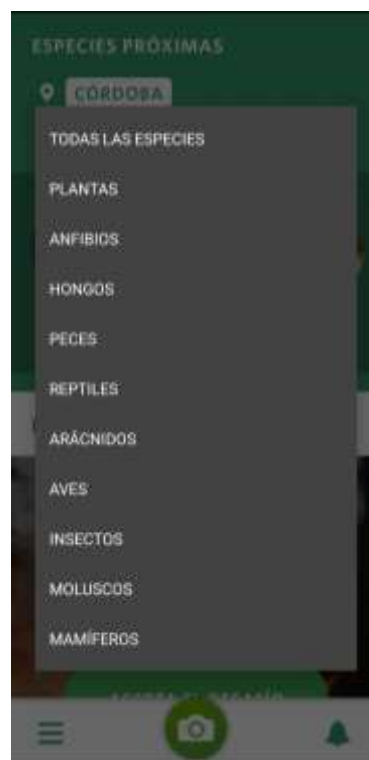 ESPECIES PRÓXIMAS
CÓRDOBA
TODAS LAS ESPECIES
PLANTAS
ANFIBIOS
HONGOS
PECES
REPTILES
ARÁCNIDOS
AVES
INSECTOS
MOLUSCOS
MAMÍFEROS